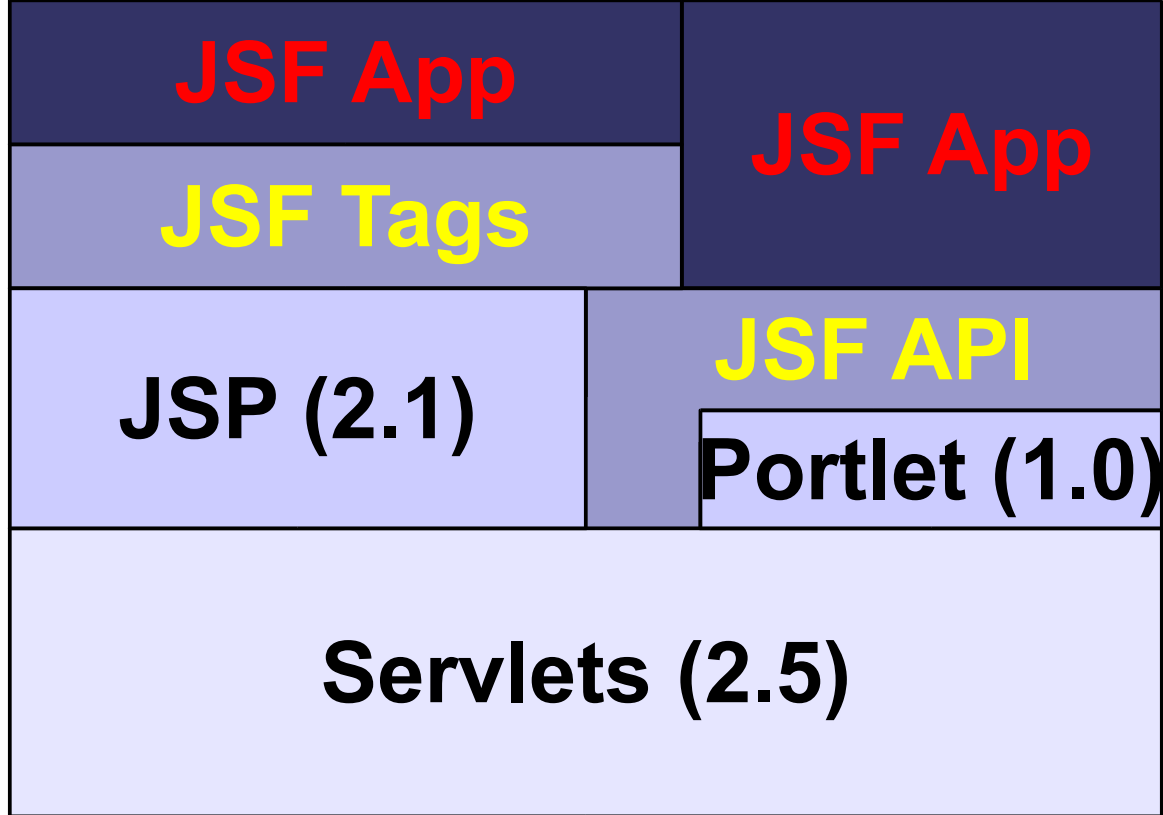 JSF App
JSF App
JSF Tags
JSF API
JSP (2.1)
Portlet (1.0)
Servlets (2.5)